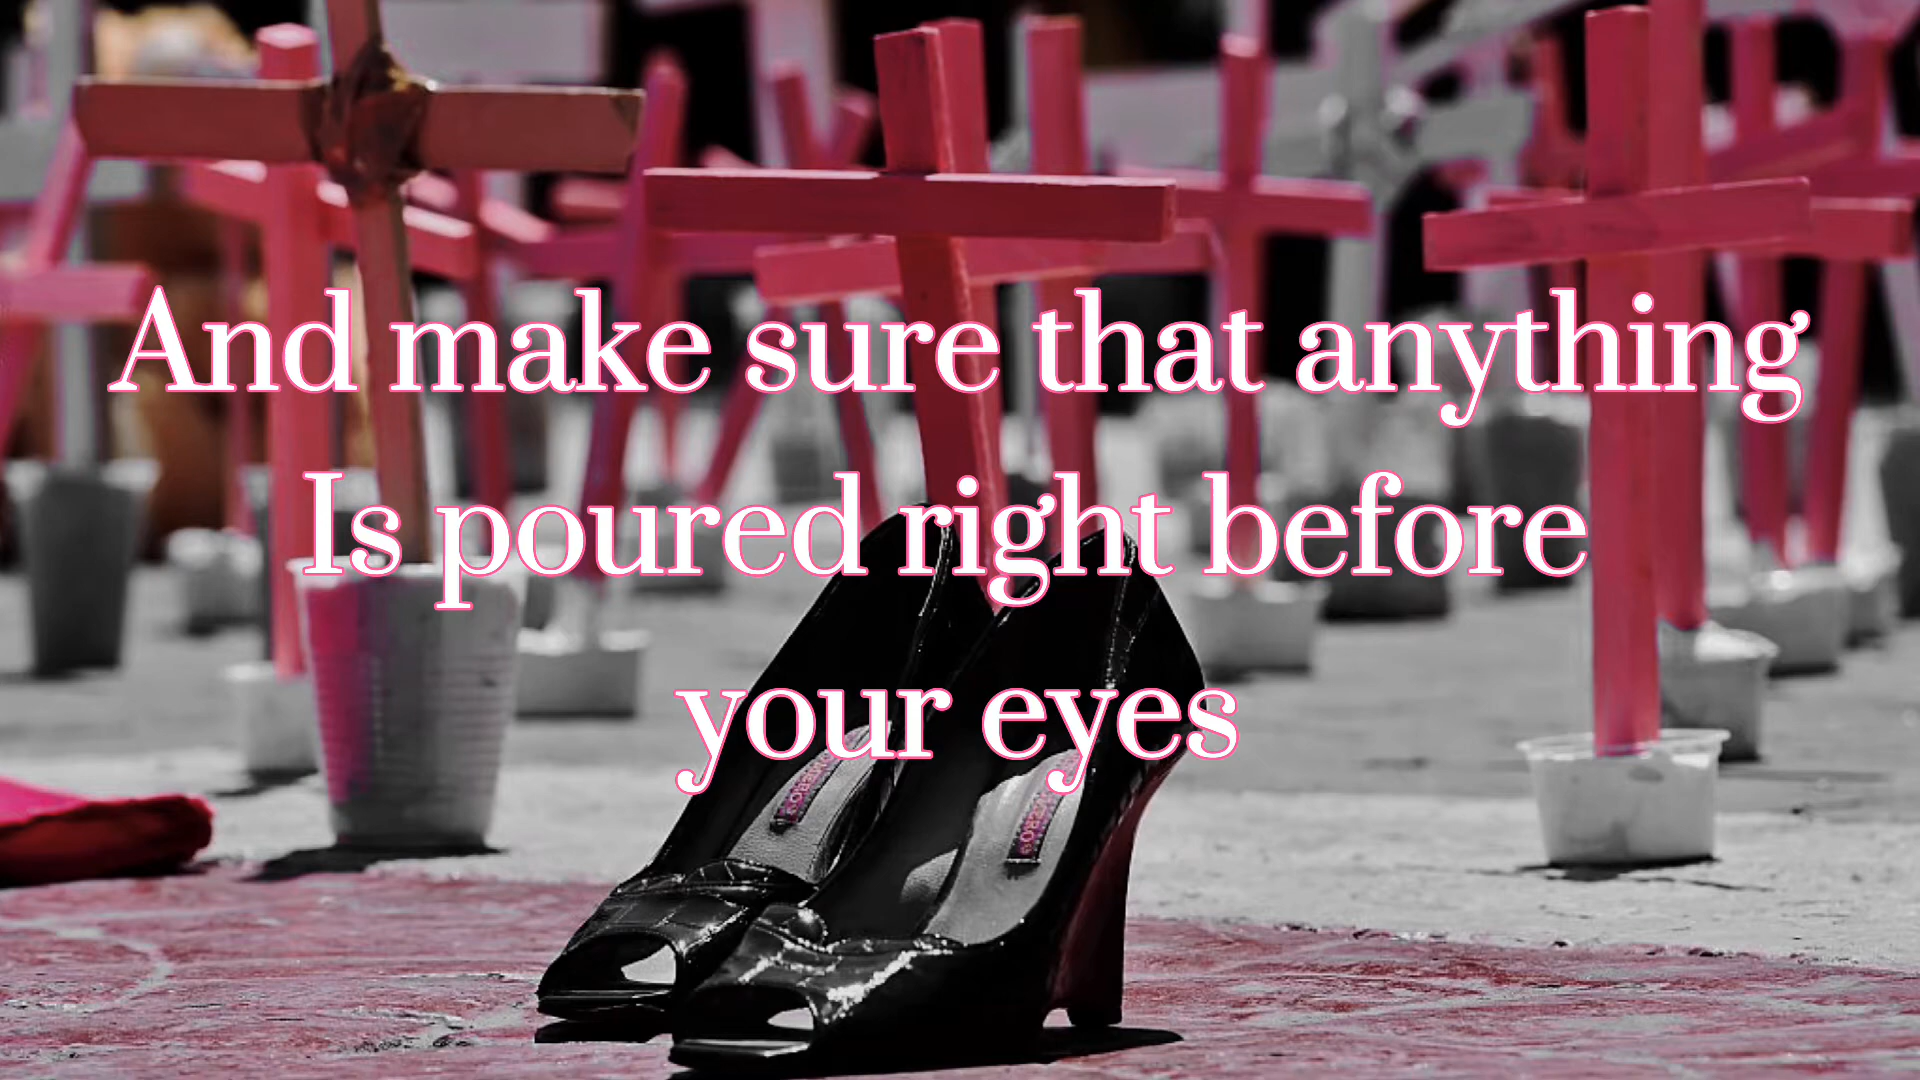 And make sure that anything
Is poured right before
your eyes